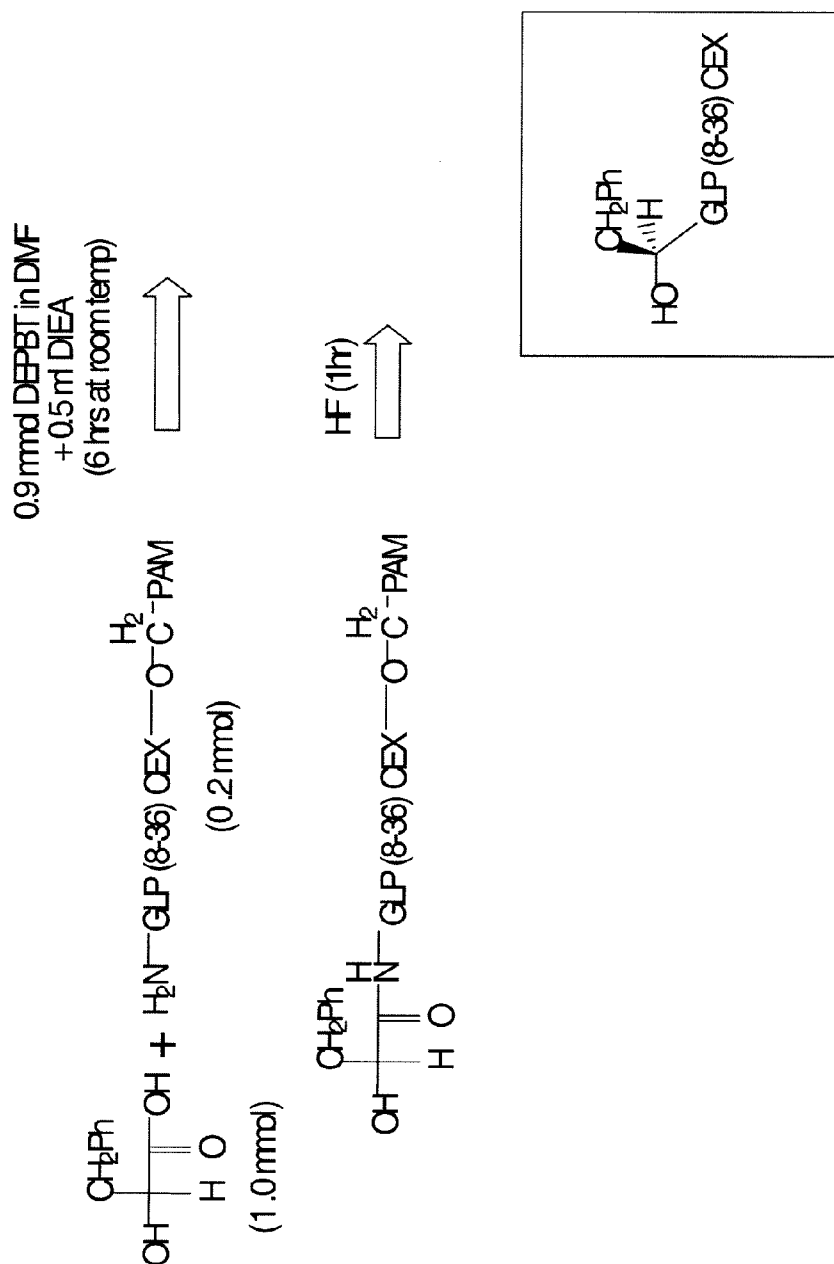 0.9 mmol DEPBT in DMF
+ 0.5 ml DIEA
(6 hrs at room temp)
CH2Ph
OH
OH + H2N GLP (8-36) CEX O C PAM
H2
H
O
(1.0 mmol)
(0.2 mmol)
HF (1hr)
CH2Ph
H
OH
N GLP (8-36) CEX O C PAM
H2
H
O
CH2Ph
H
HO
GLP (8-36) CEX